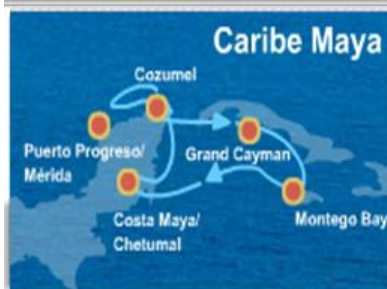 Caribe Maya
Cozumel
Puerto Progreso/
Mérida
Grand Cayman
Costa Maya/
Chetumal
Montego Bay